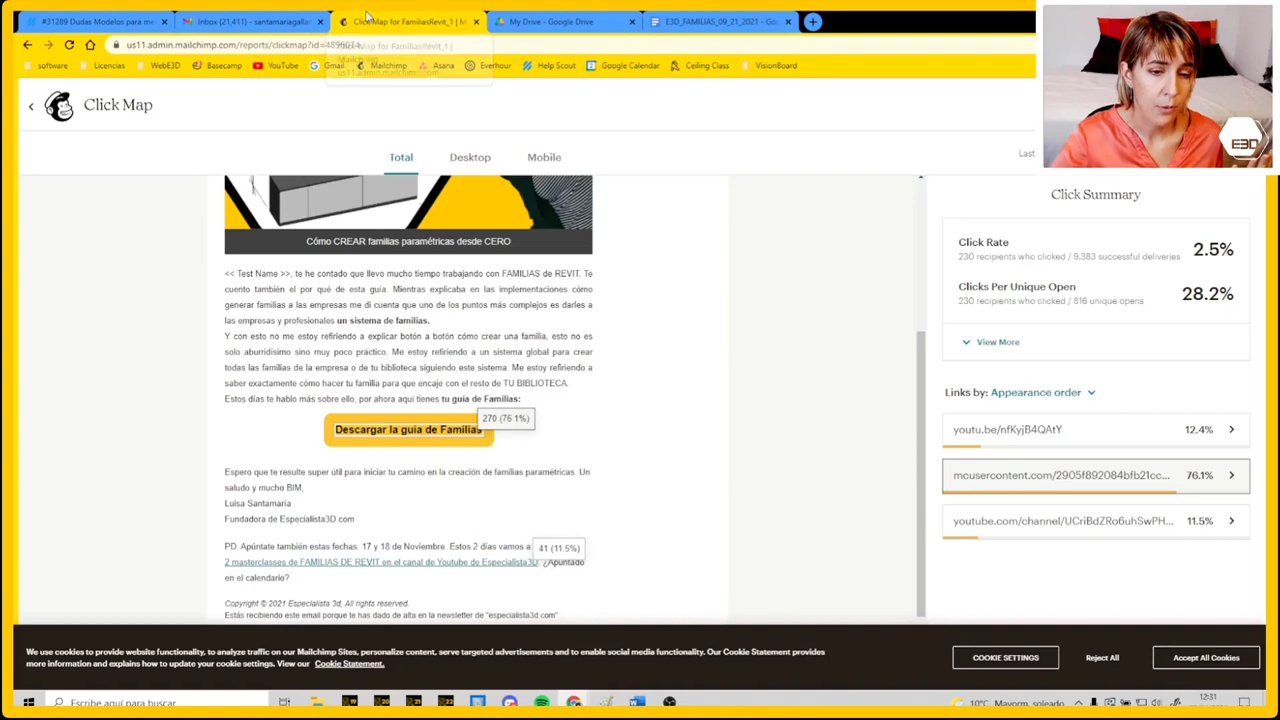 #31289 Dudas Modelos para me
Inbox (21,411) - santamariagalla
ClickMap for FamiliasRevit_1 | M
My Drive - Google Drive
E3D_FAMILIAS_09_21_2021 - Go
us11.admin.mailchimp.com/reports/clickmap?id=4895074
software
Licencias
WebE3D
Basecamp
YouTube
Gmail
Mailchimp
Asana
Everhour
Help Scout
Google Calendar
Ceiling Class
VisionBoard
Click Map
E3D
Total
Desktop
Mobile
Last
Click Summary
Cómo CREAR familias paramétricas desde CERO
<< Test Name >>, te he contado que llevo mucho tiempo trabajando con FAMILIAS de REVIT. Te
cuento también el por qué de esta guía. Mientras explicaba en las implementaciones cómo
generar familias a las empresas me di cuenta que uno de los puntos más complejos es darles a
las empresas y profesionales un sistema de familias.
Y con esto no me estoy refiriendo a explicar botón a botón cómo crear una familia, esto no es
solo aburridísimo sino muy poco práctico. Me estoy refiriendo a un sistema global para crear
todas las familias de la empresa o de tu biblioteca siguiendo este sistema. Me estoy refiriendo a
saber exactamente cómo hacer tu familia para que encaje con el resto de TU BIBLIOTECA.
Estos días te hablo más sobre ello, por ahora aquí tienes tu guía de Familias:
270 (76.1%)
Descargar la guía de Familias
Espero que te resulte super útil para iniciar tu camino en la creación de familias paramétricas. Un
saludo y mucho BIM,
Luisa Santamaría
Fundadora de Especialista3D.com
PD. Apúntate también estas fechas: 17 y 18 de Noviembre. Estos 2 días vamos a
41 (11.5%)
2 masterclasses de FAMILIAS DE REVIT en el canal de Youtube de Especialista3D. ¿Apuntado
en el calendario?
Copyright © 2021 Especialista 3d, All rights reserved.
Estás recibiendo este email porque te has dado de alta en la newsletter de "especialista3d.com"
Click Rate
230 recipients who clicked / 9,383 successful deliveries
2.5%
Clicks Per Unique Open
230 recipients who clicked / 816 unique opens
28.2%
View More
Links by: Appearance order
youtu.be/nfKyjB4QAtY
12.4%
mcusercontent.com/2905f892084bfb21cc...
76.1%
youtube.com/channel/UCriBdZRo6uhSwPH...
11.5%
We use cookies to provide website functionality, to analyze traffic on our Mailchimp Sites, personalize content, serve targeted advertisements and to enable social media functionality. Our Cookie Statement provides
more information and explains how to update your cookie settings. View our Cookie Statement.
COOKIE SETTINGS
Reject All
Accept All Cookies
Escribe aquí para buscar
10°C Mayorm. soleado
12:31